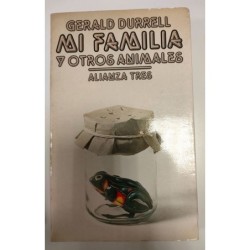 GERALD DURRELL
MI FAMILIA
Y OTROS ANIMALES
ALIANZA TRES